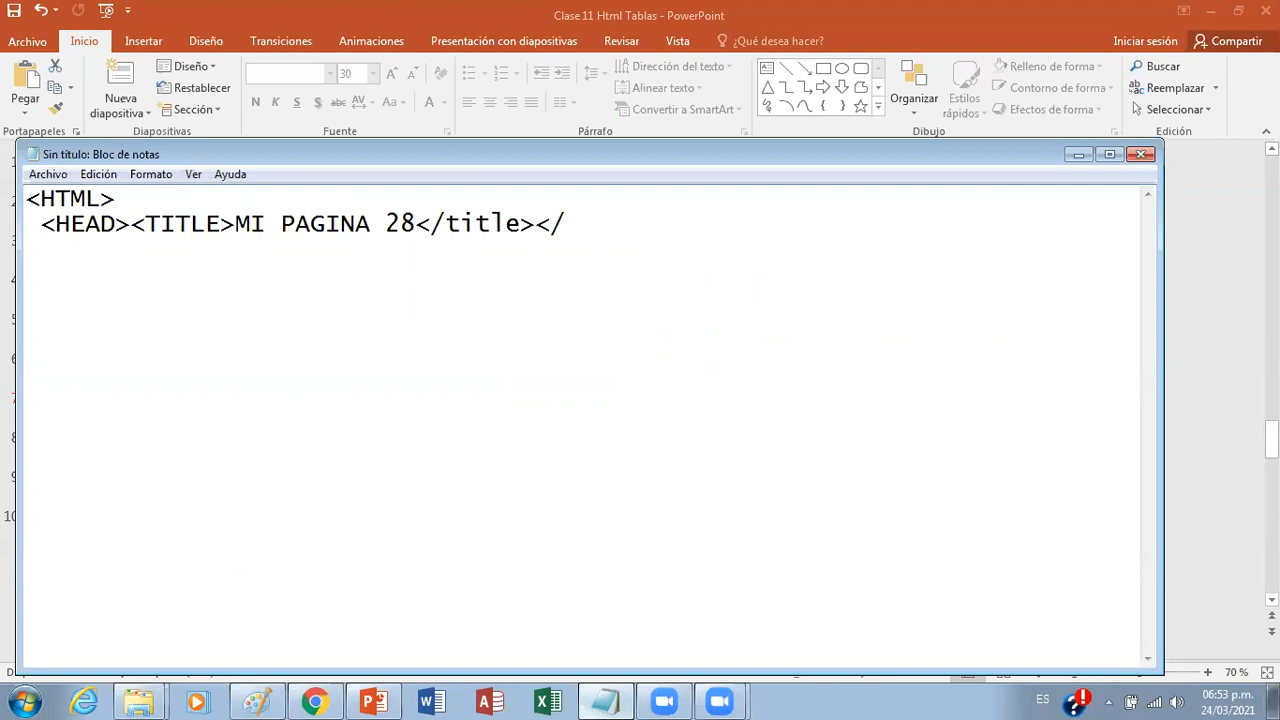 Clase 11 Html Tablas - PowerPoint
Archivo Inicio Insertar Diseño Transiciones Animaciones Presentación con diapositivas Revisar Vista ¿Qué desea hacer? Iniciar sesión Compartir
Pegar
Nueva diapositiva
Diseño
Restablecer
Sección
30
N K S S abc AV Aa A
Dirección del texto
Alinear texto
Convertir a SmartArt
Organizar
Estilos rápidos
Relleno de forma
Contorno de forma
Efectos de forma
Buscar
Reemplazar
Seleccionar
Portapapeles Diapositivas Fuente Párrafo Dibujo Edición
Sin título: Bloc de notas
Archivo Edición Formato Ver Ayuda
<HTML>
<HEAD><TITLE>MI PAGINA 28</title></
70 %
ES
06:53 p.m.
24/03/2021